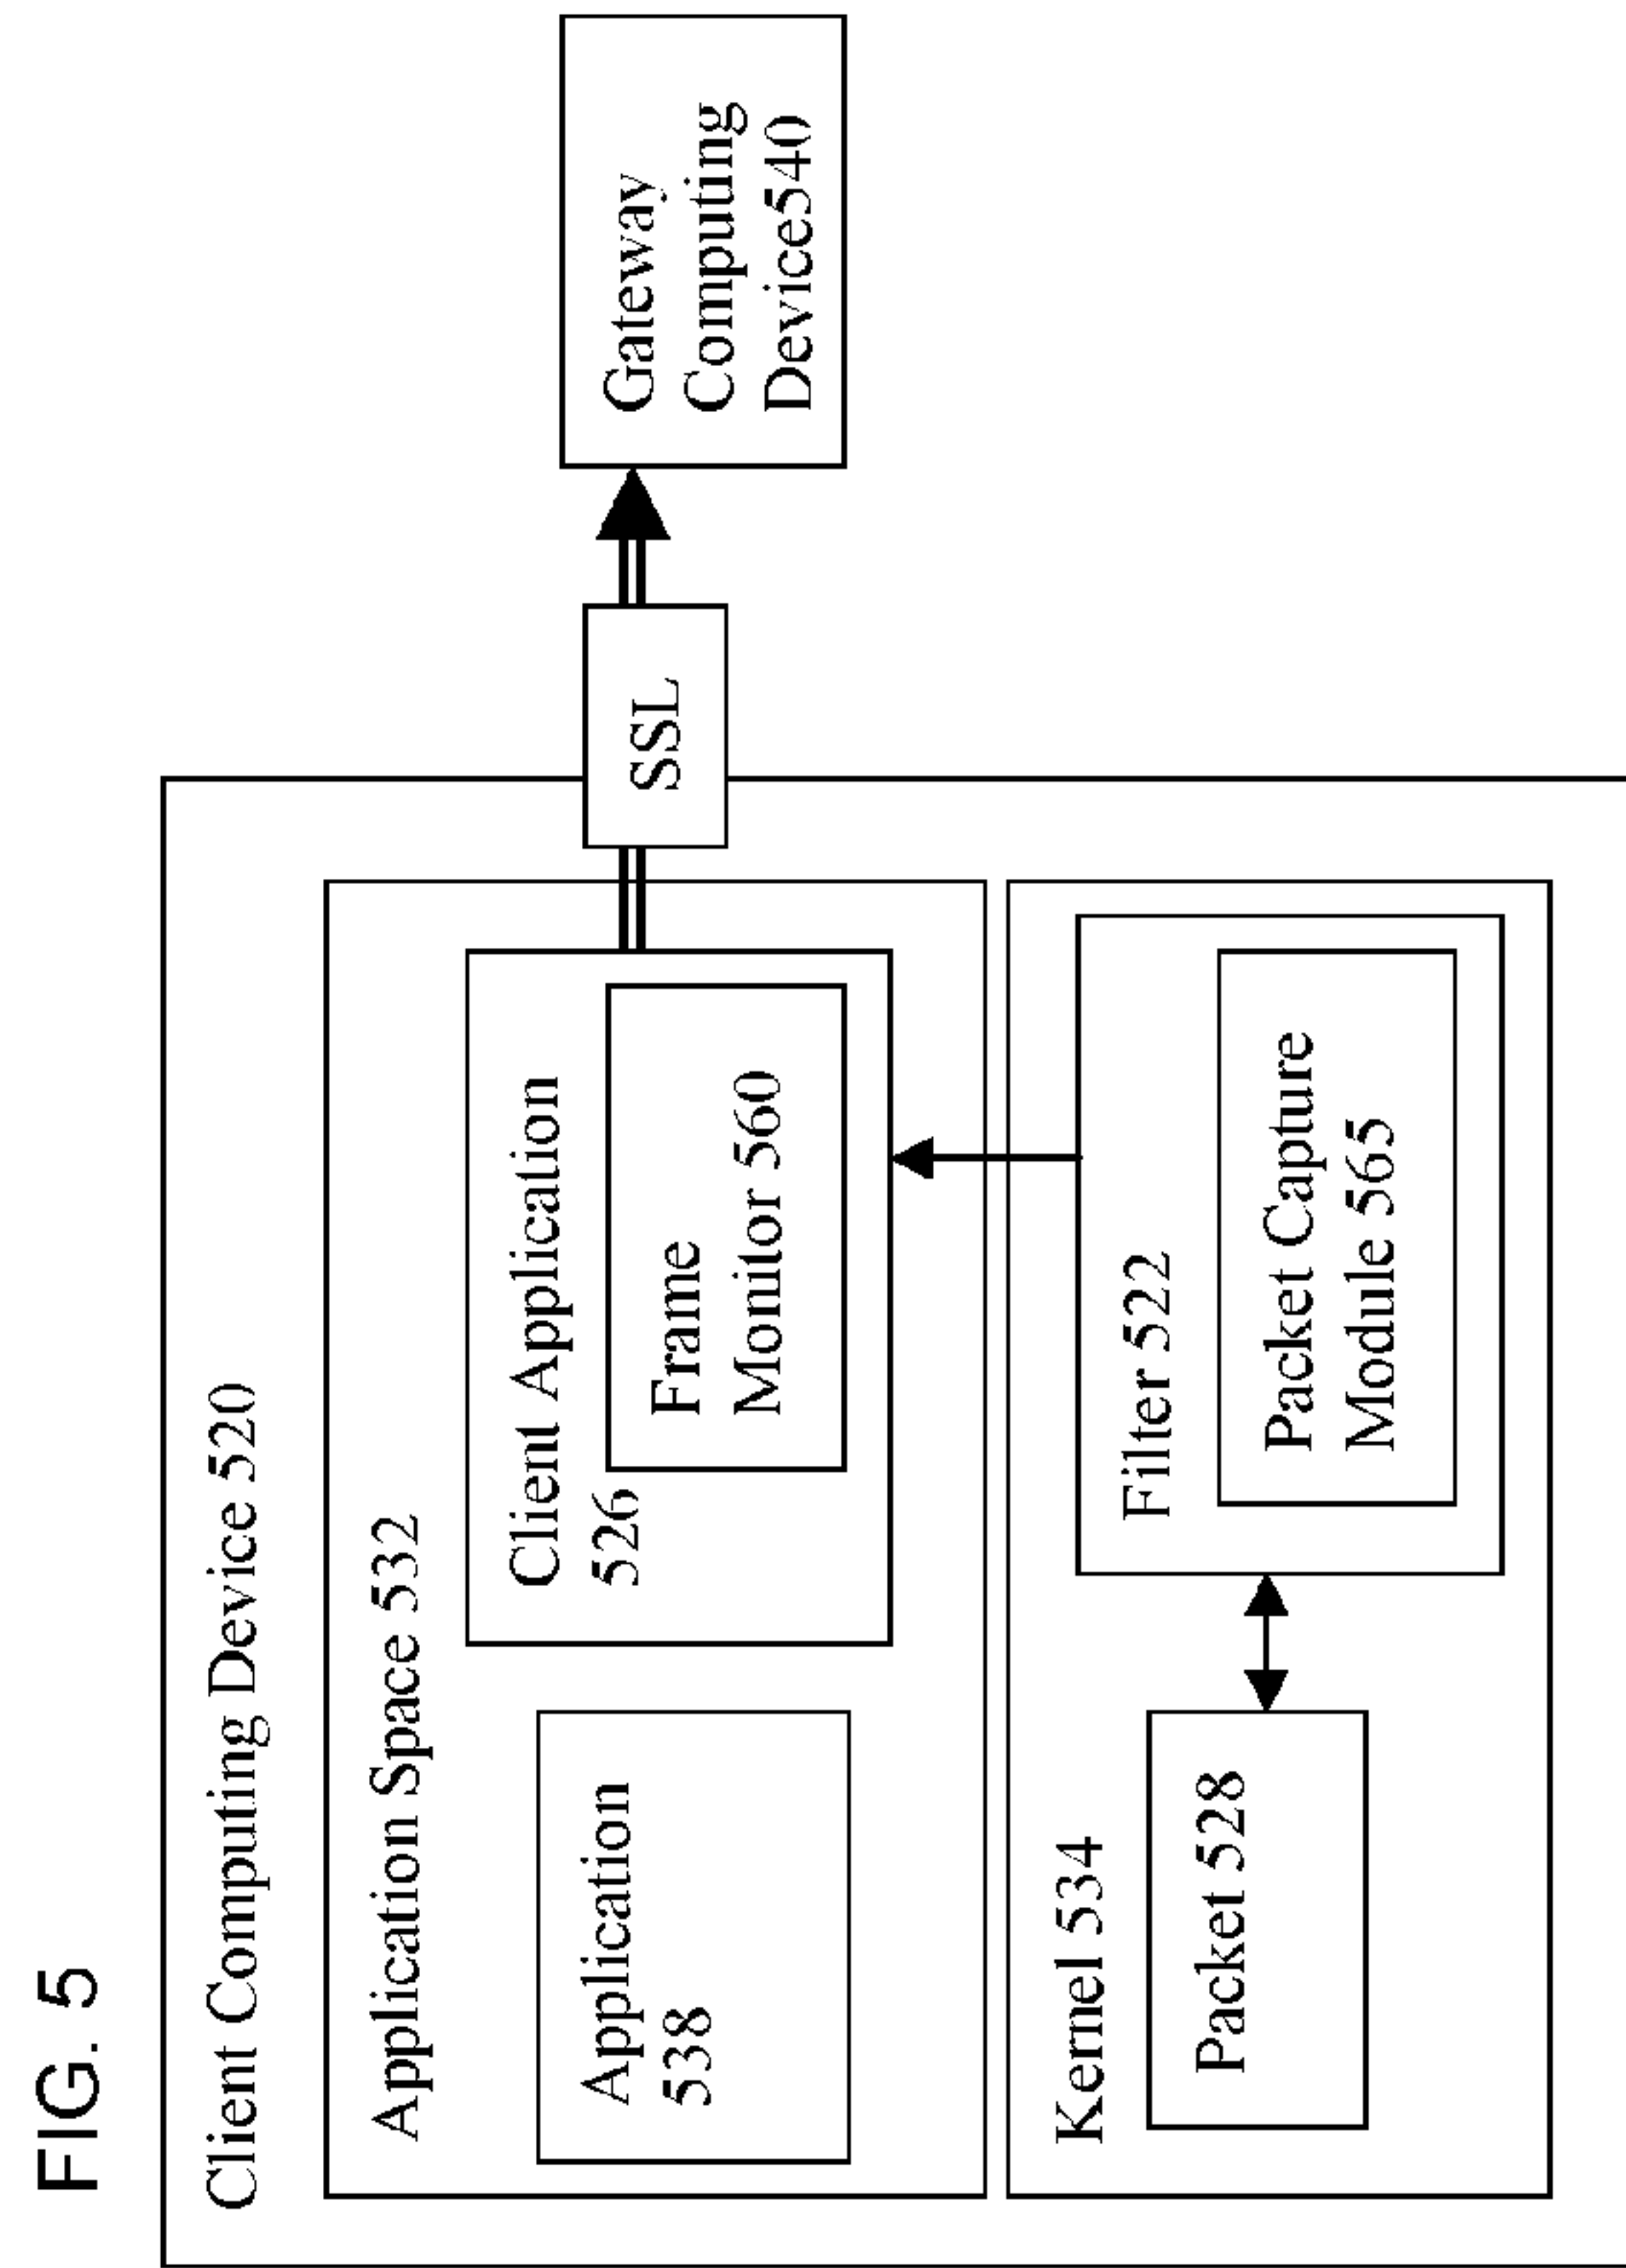 FIG. 5
Client Computing Device 520
Application Space 532
Application
538
Client Application
526
Frame
Monitor 560
SSL
Gateway
Computing
Device540
Kernel 534
Packet 528
Filter 522
Packet Capture
Module 565